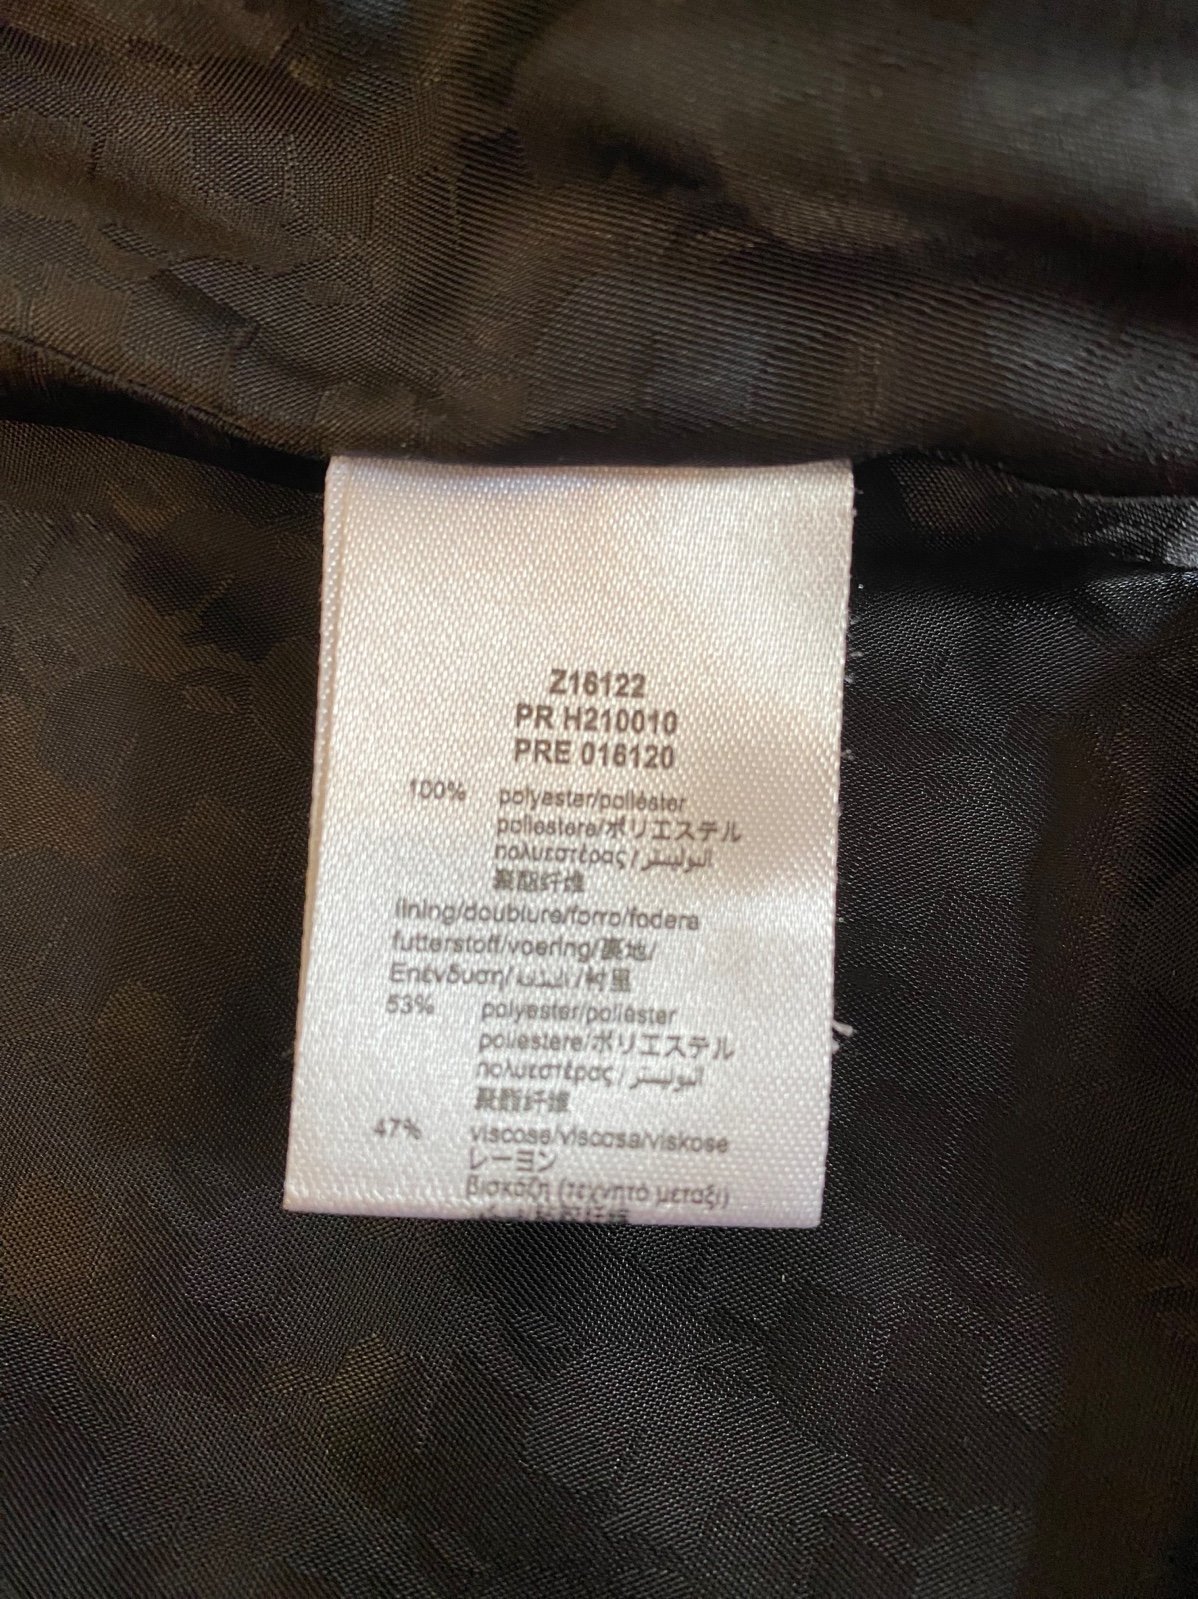 Z16122
PR H210010
PRE 016120
100% polyester/poliéster
poliestere/ポリエステル
πολυεστέρας / البوليستر
聚酯纤维
lining/doublure/forro/fodera
futterstoff/voering/裏地/
Επένδυση/ البطانة / 衬里
53% polyester/poliéster
poliestere/ポリエステル
πολυεστέρας / البوليستر
聚酯纤维
47% viscose/viscosa/viskose
レーヨン
βισκόζη (τεχνητό μετάξι)